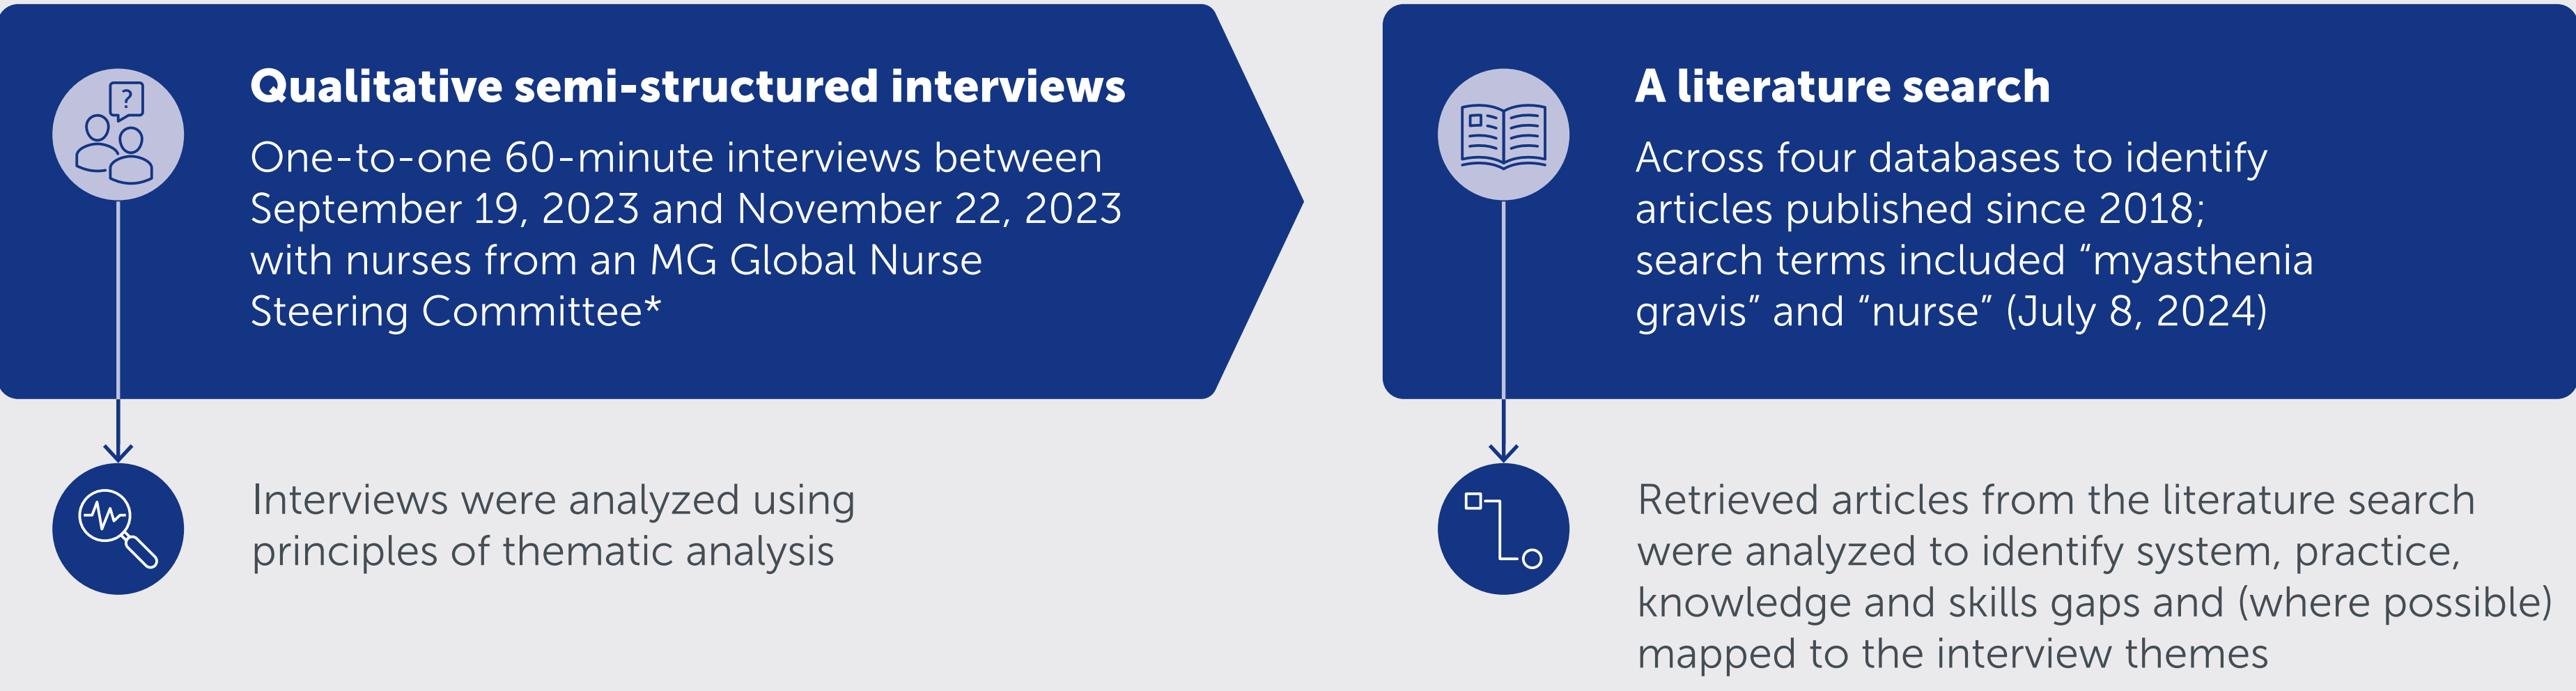 ?
Qualitative semi-structured interviews
One-to-one 60-minute interviews between
September 19, 2023 and November 22, 2023
with nurses from an MG Global Nurse
Steering Committee*
Interviews were analyzed using
principles of thematic analysis
A literature search
Across four databases to identify
articles published since 2018;
search terms included “myasthenia
gravis” and “nurse” (July 8, 2024)
Retrieved articles from the literature search
were analyzed to identify system, practice,
knowledge and skills gaps and (where possible)
mapped to the interview themes